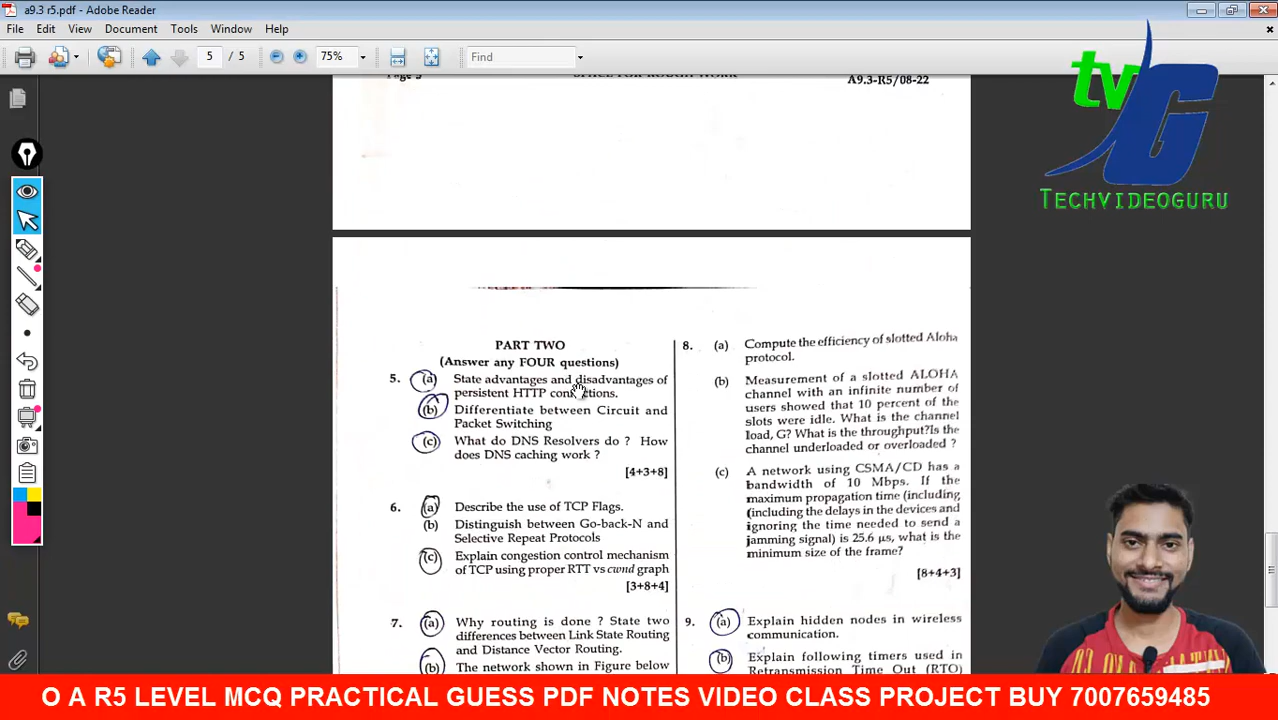 a9.3 r5.pdf - Adobe Reader
File Edit View Document Tools Window Help
5 / 5 75% Find
A9.3-R5/08-22
tvG
TECHVIDEOGURU
PART TWO
(Answer any FOUR questions)
5. (a) State advantages and disadvantages of
persistent HTTP connections.
(b) Differentiate between Circuit and
Packet Switching
(c) What do DNS Resolvers do ? How
does DNS caching work ?
[4+3+8]
6. (a) Describe the use of TCP Flags.
(b) Distinguish between Go-back-N and
Selective Repeat Protocols
(c) Explain congestion control mechanism
of TCP using proper RTT vs cwnd graph
[3+8+4]
7. (a) Why routing is done ? State two
differences between Link State Routing
and Distance Vector Routing.
(b) The network shown in Figure below
8. (a) Compute the efficiency of slotted Aloha
protocol.
(b) Measurement of a slotted ALOHA
channel with an infinite number of
users showed that 10 percent of the
slots were idle. What is the channel
load, G? What is the throughput?Is the
channel underloaded or overloaded ?
(c) A network using CSMA/CD has a
bandwidth of 10 Mbps. If the
maximum propagation time (including
(including the delays in the devices and
ignoring the time needed to send a
jamming signal) is 25.6 μs, what is the
minimum size of the frame?
[8+4+3]
9. (a) Explain hidden nodes in wireless
communication.
(b) Explain following timers used in
Retransmission Time Out (RTO)
O A R5 LEVEL MCQ PRACTICAL GUESS PDF NOTES VIDEO CLASS PROJECT BUY 7007659485